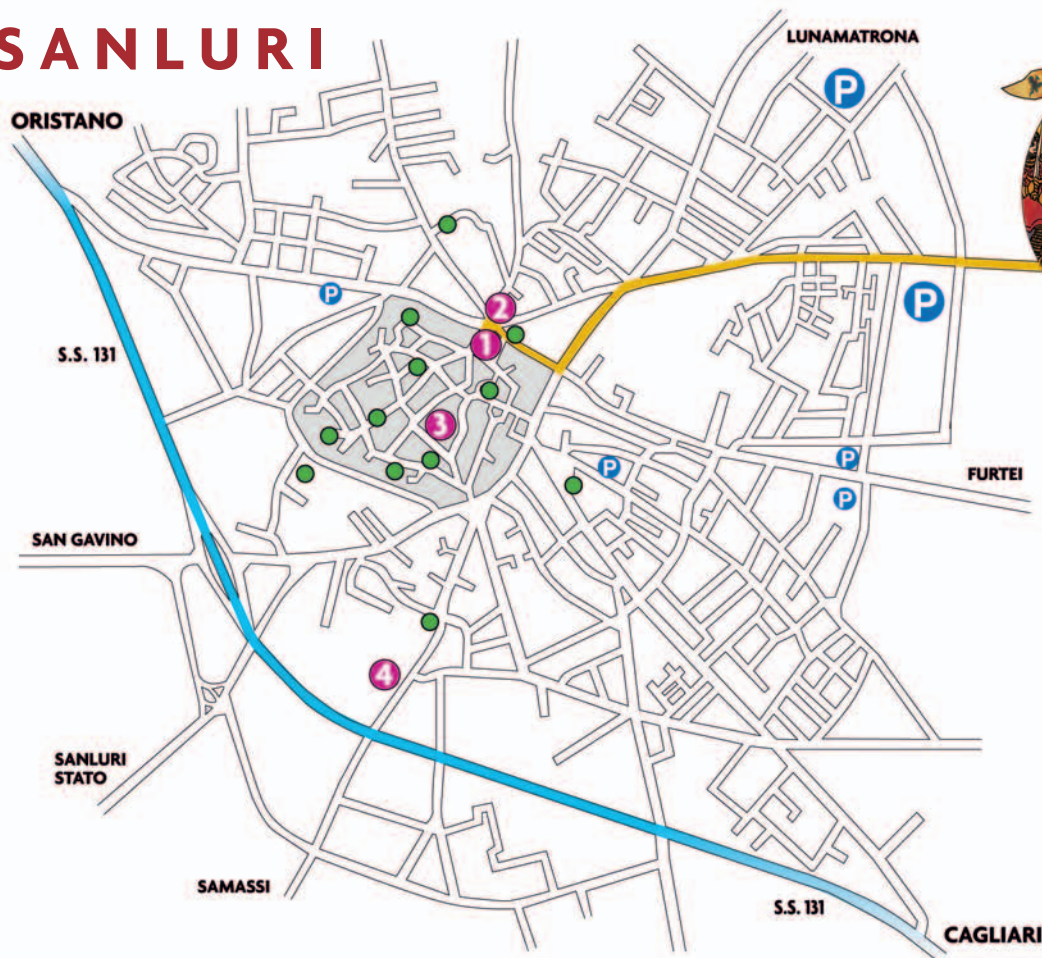 SANLURI
LUNAMATRONA
P
ORISTANO
P
P
P
2
1
S.S. 131
3
P
P
FURTEI
P
SAN GAVINO
4
SANLURI
STATO
SAMASSI
S.S. 131
CAGLIARI